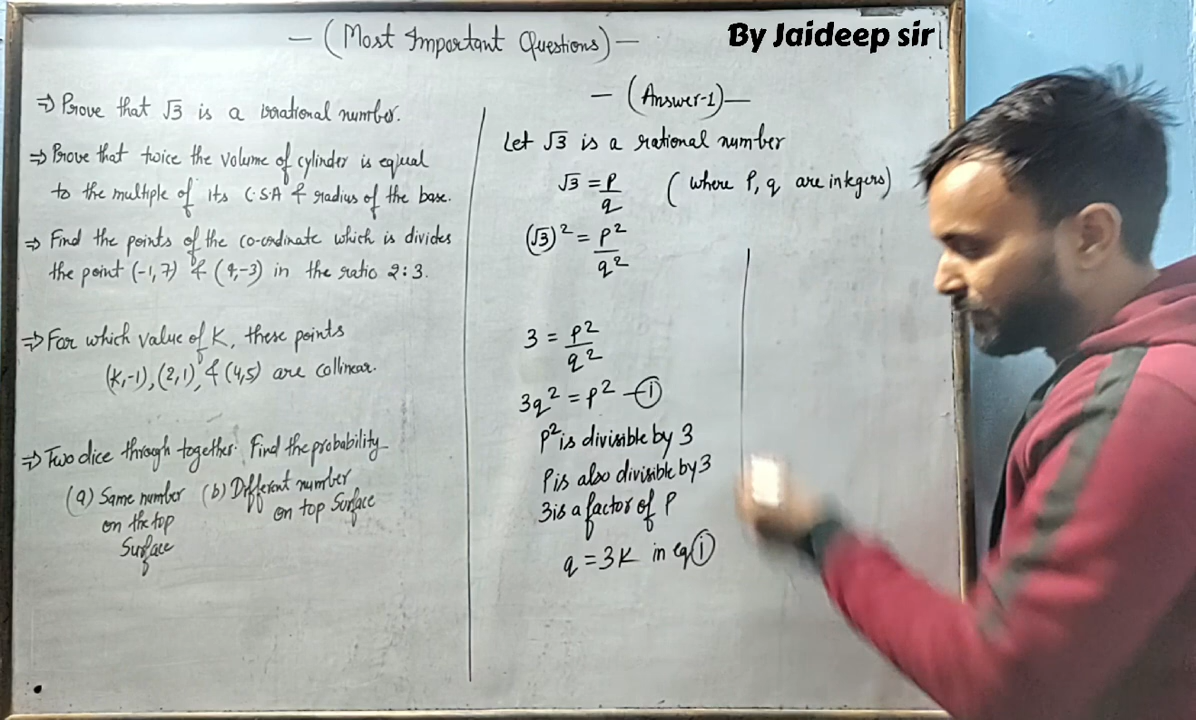 — (Most Important Questions) —
By Jaideep sir
⇒ Prove that √3 is a irrational number.
⇒ Prove that twice the volume of cylinder is equal
to the multiple of its C.S.A & radius of the base.
⇒ Find the points of the co-ordinate which is divides
the point (-1,7) & (4,-3) in the ratio 2:3.
⇒ For which value of K, these points
(K,-1), (2,1), & (4,5) are collinear.
⇒ Two dice through together. Find the probability
(a) Same number
on the top
Surface
(b) Different number
on top Surface
— (Answer-1) —
Let √3 is a rational number
√3 = P/q (where P, q are integers)
(√3)² = P²/q²
3 = P²/q²
3q² = P² — ①
P² is divisible by 3
P is also divisible by 3
3 is a factor of P
q = 3K in eq ①